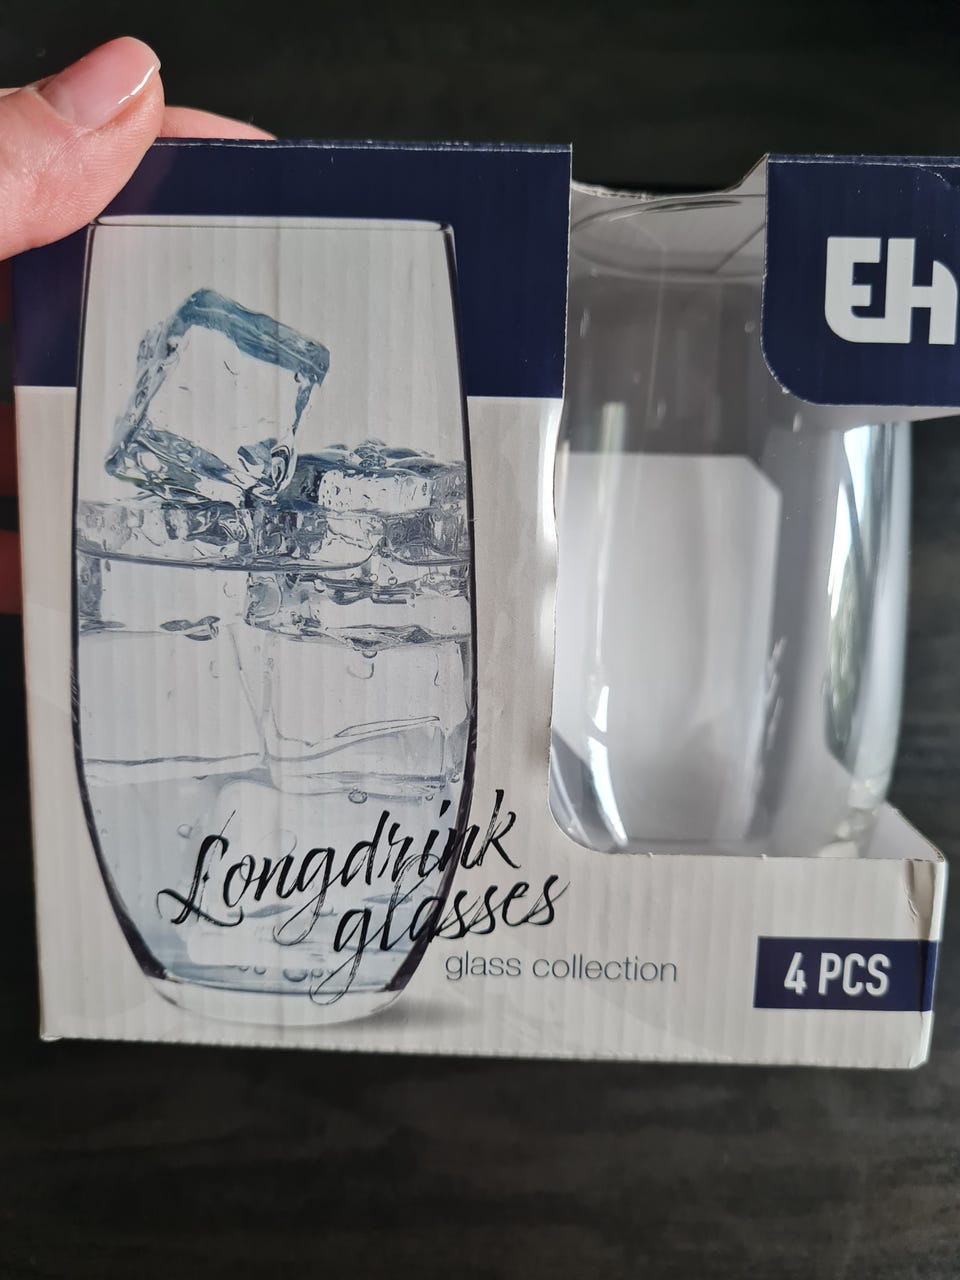 EH
Longdrink
glasses
glass collection
4 PCS